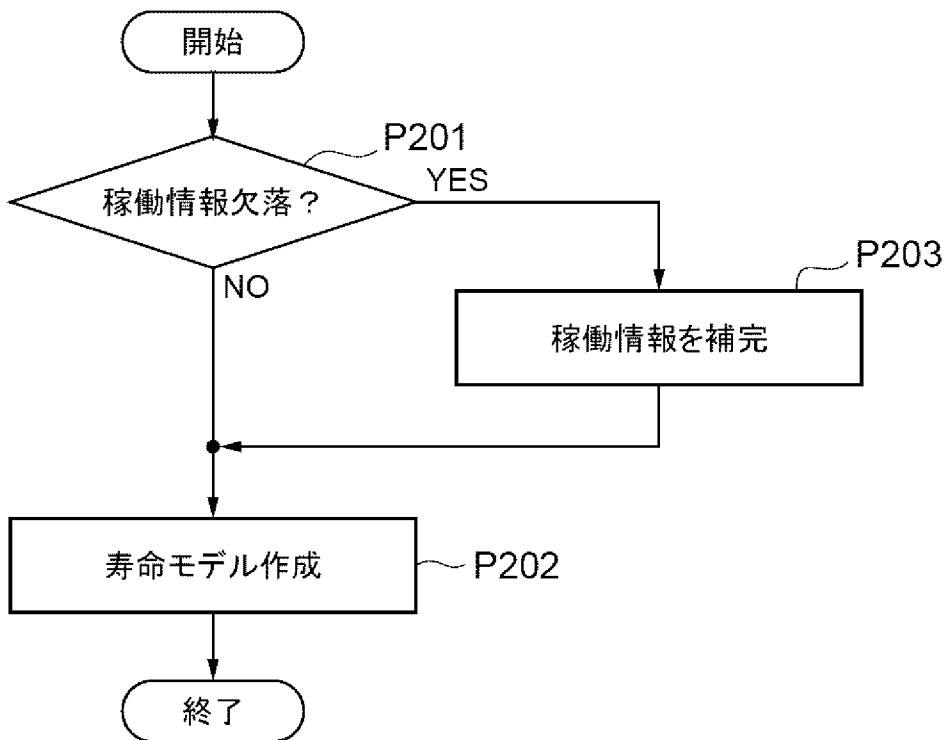 開始
P201
稼働情報欠落？
YES
NO
P203
稼働情報を補完
寿命モデル作成
P202
終了